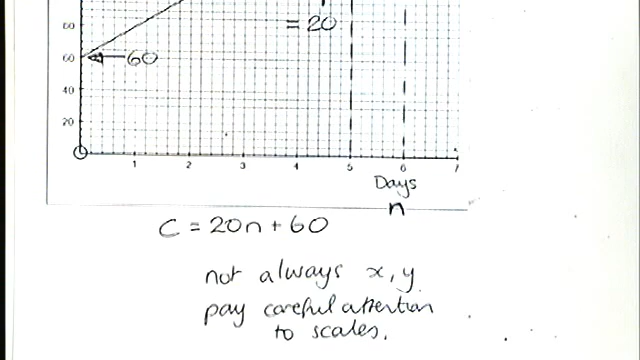 80
= 20
60
60
40
20
1 2 3 4 5 6 7
Days
n
C = 20n + 60
not always x, y
pay careful attention
to scales.